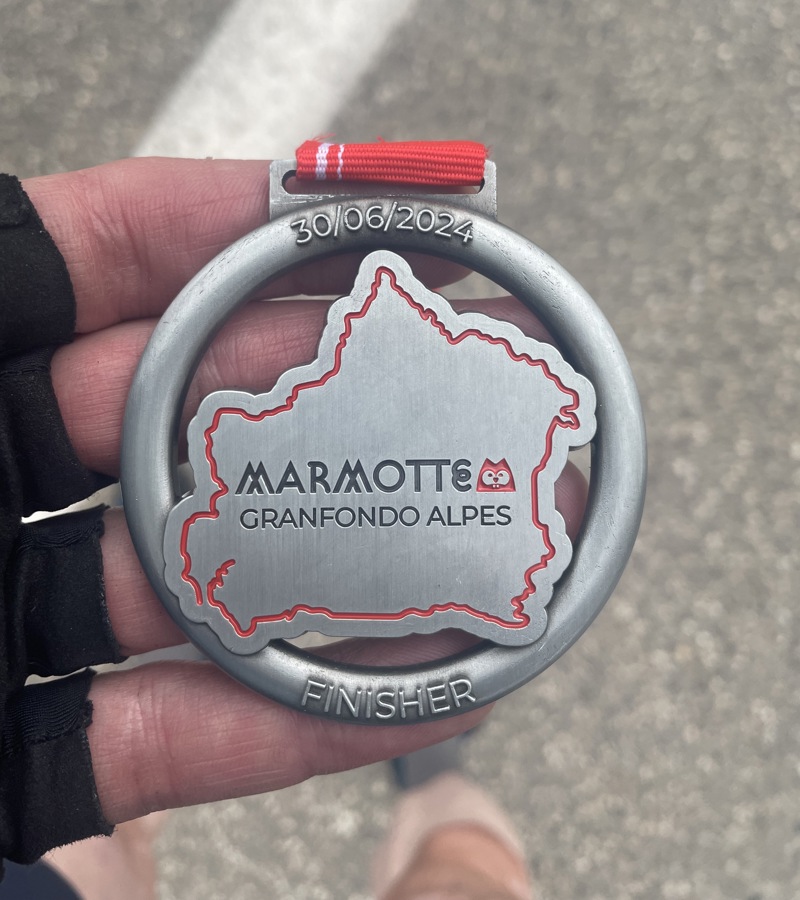 30/06/2024
MARMOTTE
GRANFONDO ALPES
FINISHER